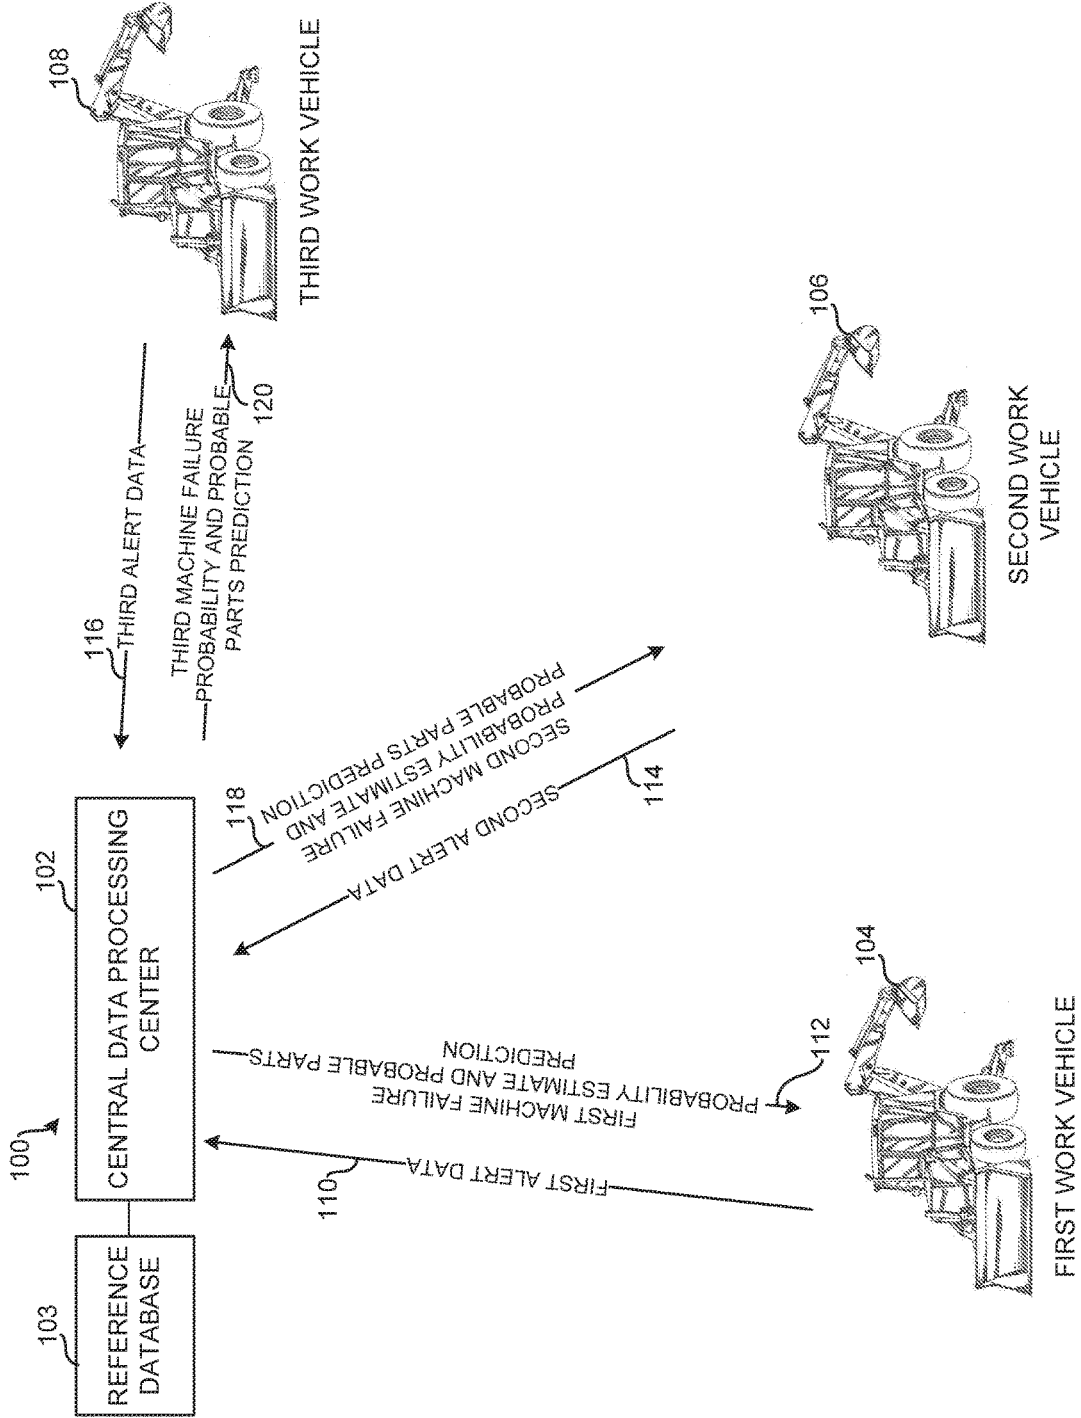 100
103
REFERENCE
DATABASE
102
CENTRAL DATA PROCESSING
CENTER
116
THIRD ALERT DATA
THIRD MACHINE FAILURE
PROBABILITY AND PROBABLE
PARTS PREDICTION
120
108
THIRD WORK VEHICLE
118
SECOND MACHINE FAILURE
PROBABILITY ESTIMATE AND
PROBABLE PARTS PREDICTION
SECOND ALERT DATA
114
106
SECOND WORK
VEHICLE
110
FIRST ALERT DATA
FIRST MACHINE FAILURE
PROBABILITY ESTIMATE AND PROBABLE PARTS
PREDICTION
112
104
FIRST WORK VEHICLE